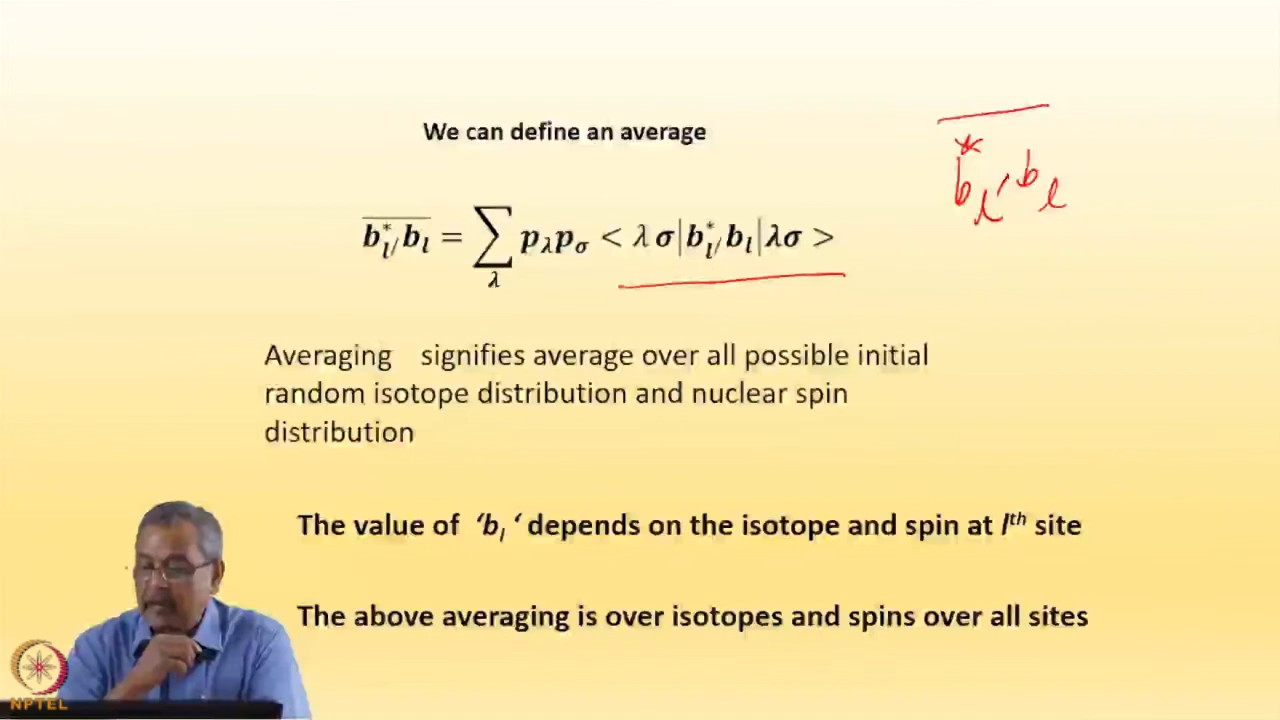 We can define an average
b*l/ bl = ∑λ pλpσ < λ σ|b*l/ bl|λσ >
b*l' bl
Averaging signifies average over all possible initial
random isotope distribution and nuclear spin
distribution
The value of ‘bl ‘ depends on the isotope and spin at lth site
The above averaging is over isotopes and spins over all sites
NPTEL